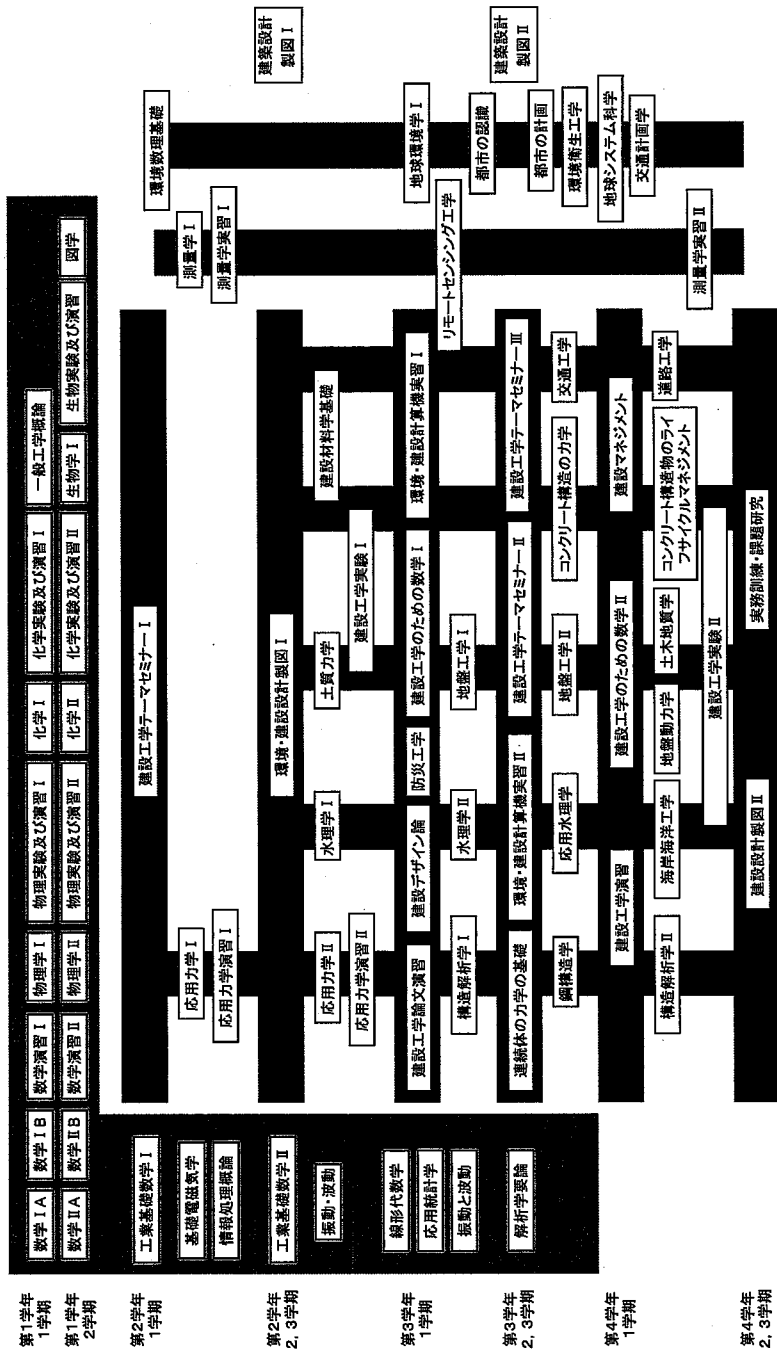 第1学年
1学期
数学ⅠA
数学ⅠB
数学演習Ⅰ
物理学Ⅰ
物理実験及び演習Ⅰ
化学Ⅰ
化学実験及び演習Ⅰ
一般工学概論
第1学年
2学期
数学ⅡA
数学ⅡB
数学演習Ⅱ
物理学Ⅱ
物理実験及び演習Ⅱ
化学Ⅱ
化学実験及び演習Ⅱ
生物学Ⅰ
生物実験及び演習
図学
第2学年
1学期
工業基礎数学Ⅰ
建設工学テーマセミナーⅠ
環境数理基礎
基礎電磁気学
応用力学Ⅰ
測量学Ⅰ
情報処理概論
応用力学演習Ⅰ
測量学実習Ⅰ
第2学年
2, 3学期
工業基礎数学Ⅱ
環境・建設設計製図Ⅰ
建築設計
製図Ⅰ
振動・波動
応用力学Ⅱ
水理学Ⅰ
土質力学
建設材料学基礎
応用力学演習Ⅱ
建設工学実験Ⅰ
第3学年
1学期
線形代数学
建設工学論文演習
建設デザイン論
防災工学
建設工学のための数学Ⅰ
環境・建設計算機実習Ⅰ
地球環境学Ⅰ
応用統計学
リモートセンシング工学
振動と波動
構造解析学Ⅰ
水理学Ⅱ
地盤工学Ⅰ
都市の認識
第3学年
2, 3学期
解析学要論
連続体の力学の基礎
環境・建設計算機実習Ⅱ
建設工学テーマセミナーⅡ
建設工学テーマセミナーⅢ
建築設計
製図Ⅱ
都市の計画
鋼構造学
応用水理学
地盤工学Ⅱ
コンクリート構造の力学
交通工学
環境衛生工学
第4学年
1学期
建設工学演習
建設工学のための数学Ⅱ
建設マネジメント
地球システム科学
交通計画学
構造解析学Ⅱ
海岸海洋工学
地盤動力学
土木地質学
コンクリート構造物のライ
フサイクルマネジメント
道路工学
建設工学実験Ⅱ
測量学実習Ⅱ
第4学年
2, 3学期
建設設計製図Ⅱ
実務訓練・課題研究